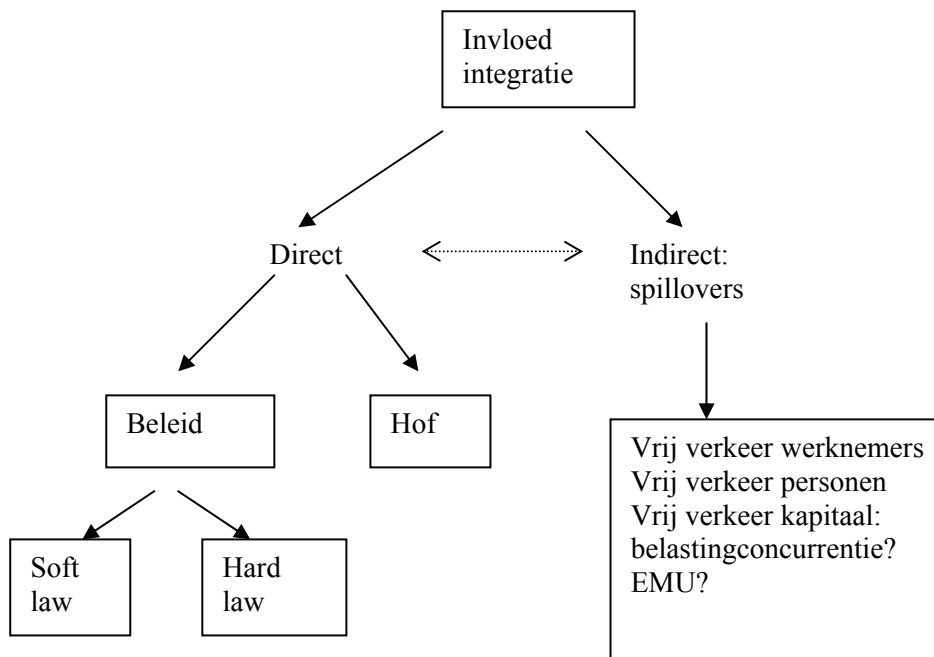 Invloed
integratie
Direct
Indirect:
spillovers
Beleid
Hof
Vrij verkeer werknemers
Vrij verkeer personen
Vrij verkeer kapitaal:
belastingconcurrentie?
EMU?
Soft
law
Hard
law